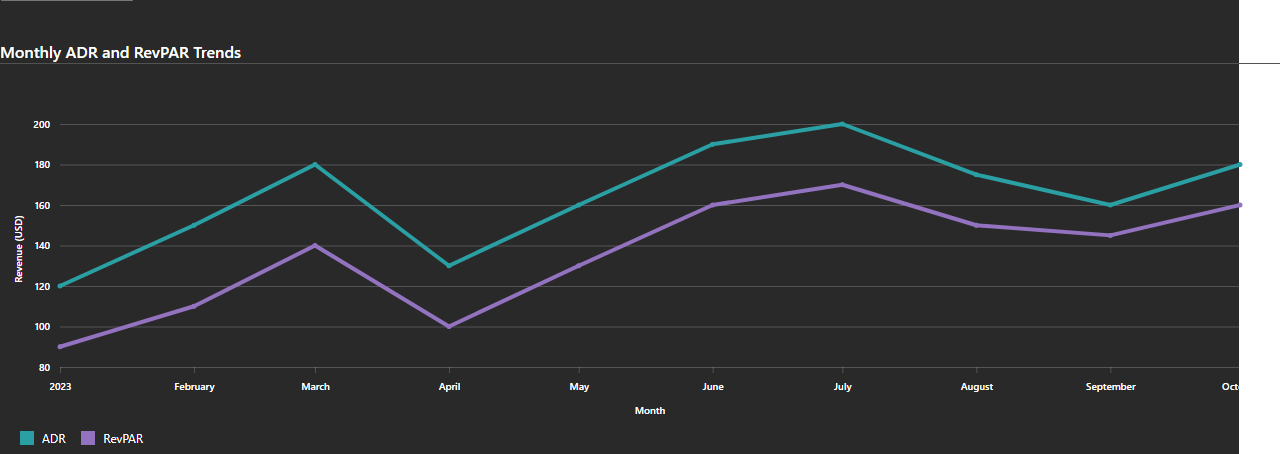 Monthly ADR and RevPAR Trends
200
180
160
140
120
100
80
Revenue (USD)
2023 February March April May June July August September Oct
Month
ADR RevPAR